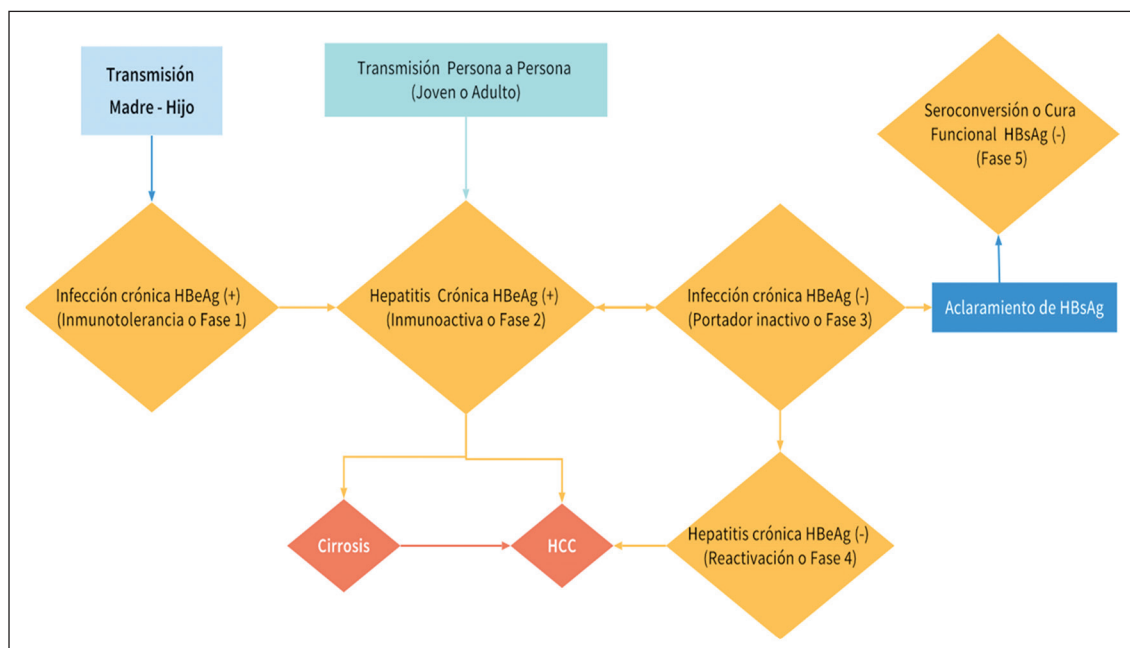 Transmisión
Madre - Hijo
Transmisión Persona a Persona
(Joven o Adulto)
Seroconversión o Cura
Funcional HBsAg (-)
(Fase 5)
Infección crónica HBeAg (+)
(Inmunotolerancia o Fase 1)
Hepatitis Crónica HBeAg (+)
(Inmunoactiva o Fase 2)
Infección crónica HBeAg (-)
(Portador inactivo o Fase 3)
Aclaramiento de HBsAg
Cirrosis
HCC
Hepatitis crónica HBeAg (-)
(Reactivación o Fase 4)